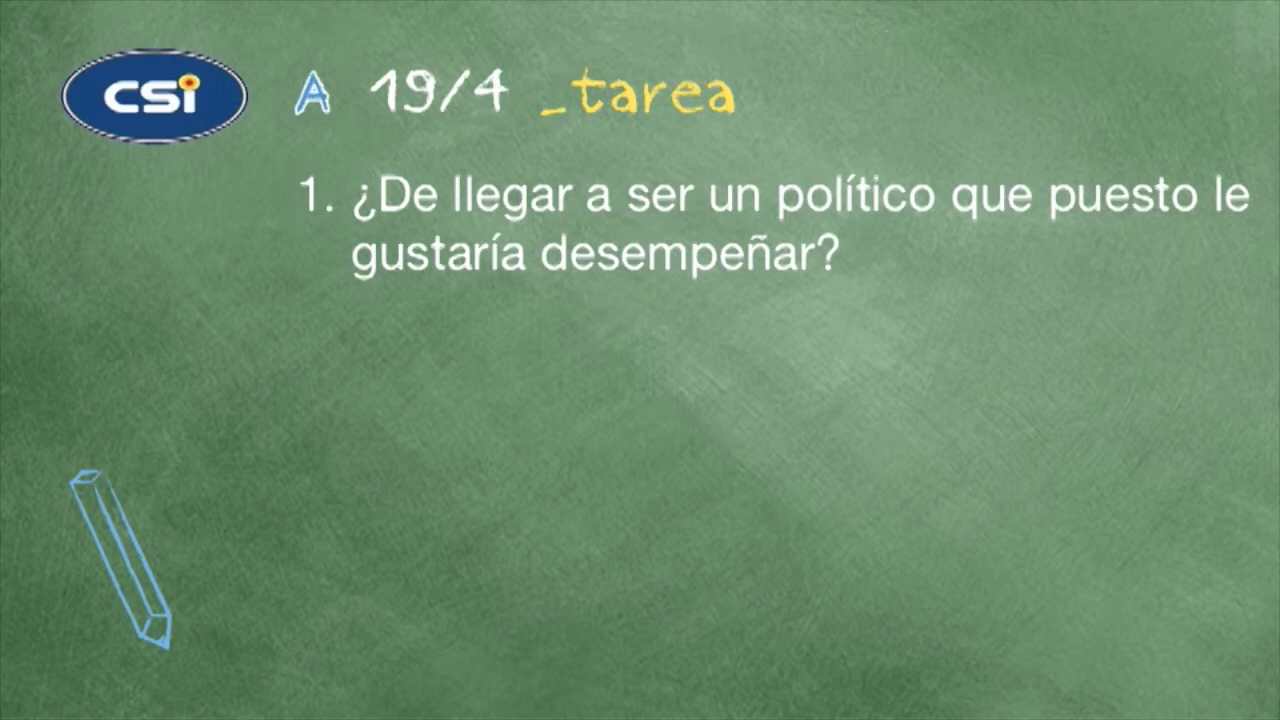 CSi A 19/4 _tarea
1. ¿De llegar a ser un político que puesto le
gustaría desempeñar?